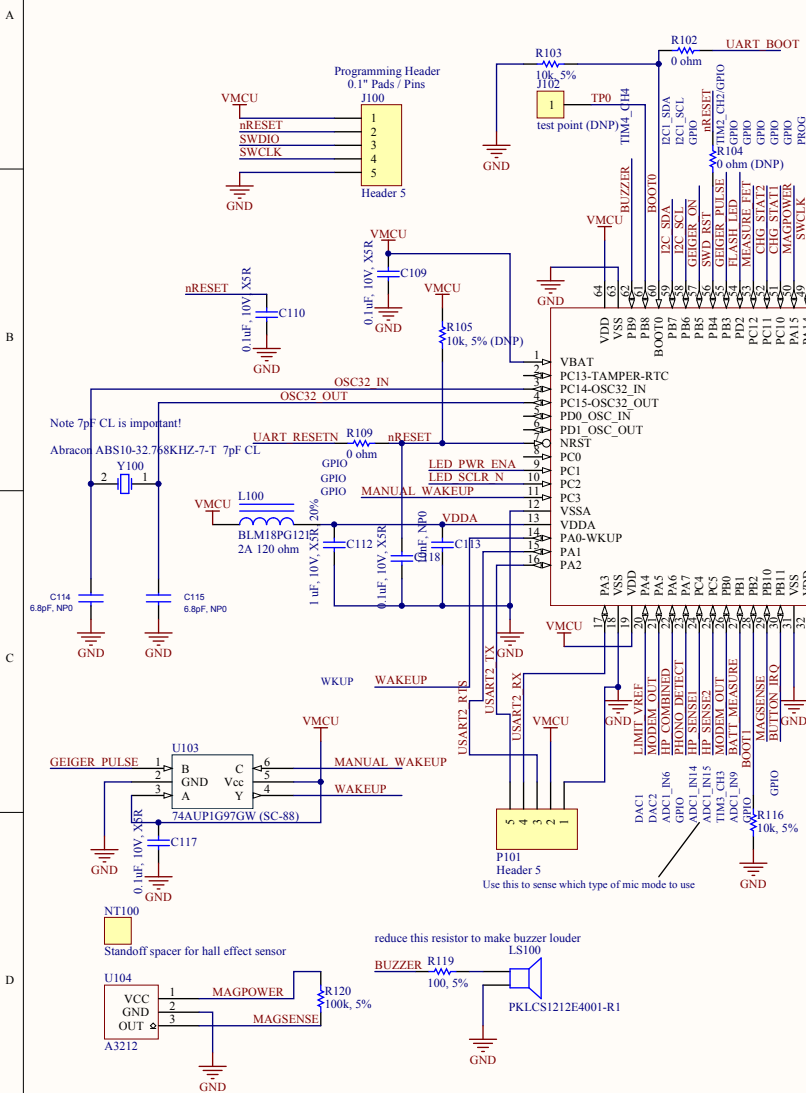 A
B
C
D
Programming Header
0.1" Pads / Pins
J100
VMCU
nRESET
SWDIO
SWCLK
1
2
3
4
5
GND
Header 5
R103
10k, 5%
J102
1
TP0
test point (DNP)
GND
R102
0 ohm
UART_BOOT
TIM4_CH4
I2C1_SDA
I2C1_SCL
GPIO
nRESET
TIM2_CH2/GPIO
GPIO
GPIO
GPIO
GPIO
GPIO
PROG
R104
0 ohm (DNP)
BUZZER
BOOT0
I2C_SDA
I2C_SCL
GEIGER_ON
SWD_RST
GEIGER_PULSE
FLASH_LED
MEASURE_FET
CHG_STAT2
CHG_STAT1
MAGPOWER
SWCLK
VMCU
GND
64
63
62
61
60
59
58
57
56
55
54
53
52
51
50
49
VDD
VSS
PB9
PB8
BOOT0
PB7
PB6
PB5
PB4
PB3
PD2
PC12
PC11
PC10
PA15
PA14
VMCU
C109
0.1uF, 10V, X5R
GND
nRESET
C110
0.1uF, 10V, X5R
GND
VMCU
R105
10k, 5% (DNP)
OSC32_IN
OSC32_OUT
1 VBAT
2 PC13-TAMPER-RTC
3 PC14-OSC32_IN
4 PC15-OSC32_OUT
5 PD0_OSC_IN
6 PD1_OSC_OUT
7 NRST
8 PC0
9 PC1
10 PC2
11 PC3
12 VSSA
13 VDDA
14 PA0-WKUP
15 PA1
16 PA2
Note 7pF CL is important!
Abracon ABS10-32.768KHZ-7-T 7pF CL
Y100
2
1
UART_RESETN
R109
0 ohm
nRESET
GPIO
GPIO
GPIO
LED_PWR_ENA
LED_SCLR_N
MANUAL_WAKEUP
VMCU
L100
BLM18PG121
2A 120 ohm
VDDA
C112
1 uF, 10V, X5R, 20%
C118
0.1uF, 10V, X5R
C113
10nF, NP0
GND
C114
6.8pF, NP0
GND
C115
6.8pF, NP0
GND
PA3
VSS
VDD
PA4
PA5
PA6
PA7
PC4
PC5
PB0
PB1
PB2
PB10
PB11
VSS
VDD
17
18
19
20
21
22
23
24
25
26
27
28
29
30
31
32
VMCU
GND
GND
WKUP
WAKEUP
USART2_RTS
USART2_TX
USART2_RX
VMCU
LIMIT_VREF
MODEM_OUT
HP_COMBINED
PHONO_DETECT
HP_SENSE1
HP_SENSE2
MODEM_OUT
BATT_MEASURE
BOOT1
MAGSENSE
BUTTON_IRQ
DAC1
DAC2
ADC1_IN6
GPIO
ADC1_IN14
ADC1_IN15
TIM3_CH3
ADC1_IN9
GPIO
GPIO
R116
10k, 5%
GND
5
4
3
2
1
P101
Header 5
Use this to sense which type of mic mode to use
VMCU
U103
GEIGER_PULSE
1 B
2 GND
3 A
C 6
Vcc 5
Y 4
MANUAL_WAKEUP
WAKEUP
74AUP1G97GW (SC-88)
C117
0.1uF, 10V, X5R
GND
GND
NT100
Standoff spacer for hall effect sensor
U104
VCC
GND
OUT
1
2
3
A3212
MAGPOWER
MAGSENSE
R120
100k, 5%
GND
reduce this resistor to make buzzer louder
BUZZER
R119
100, 5%
LS100
PKLCS1212E4001-R1
GND